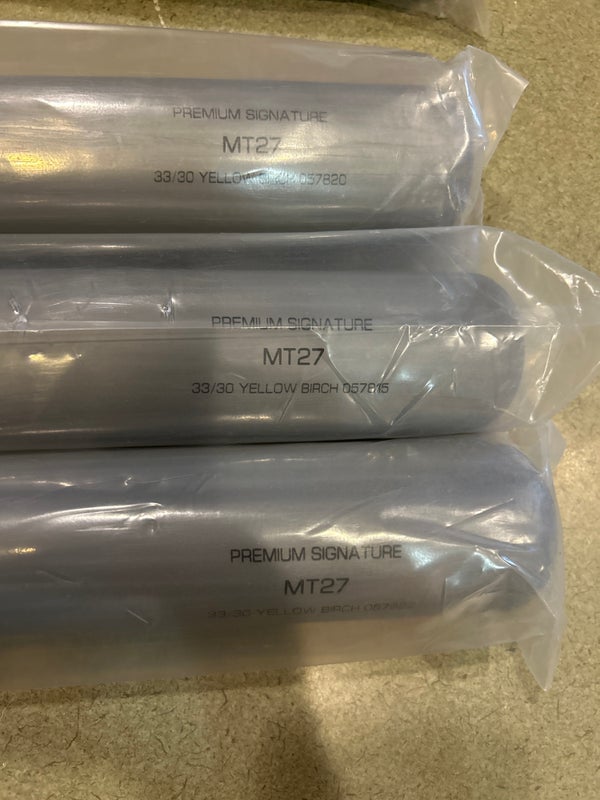 PREMIUM SIGNATURE
MT27
33/30 YELLOW BIRCH 057820
PREMIUM SIGNATURE
MT27
33/30 YELLOW BIRCH 057815
PREMIUM SIGNATURE
MT27
33/30 YELLOW BIRCH